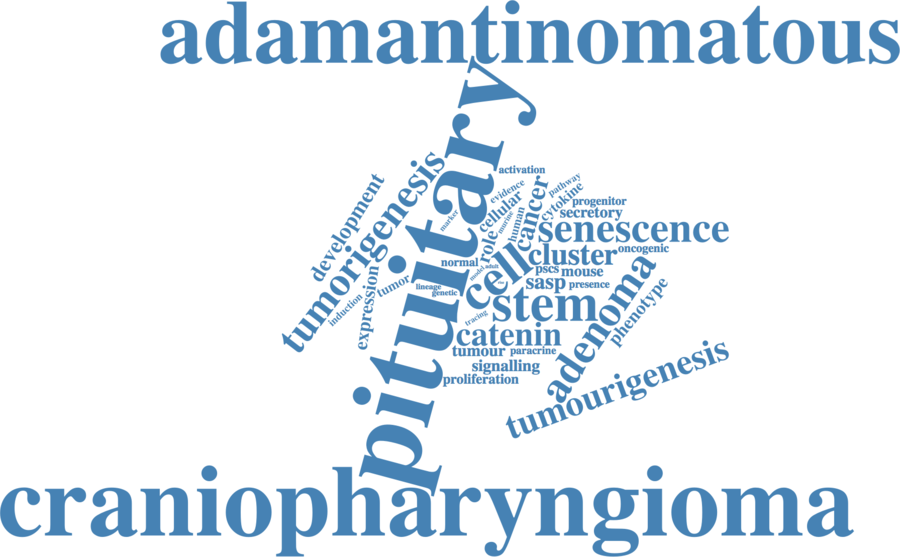 adamantinomatous
pituitary
activation
development
tumorigenesis
evidence
pathway
cellular
cancer
cytokine
progenitor
marker
murine
human
secretory
role
senescence
oncogenic
normal
cluster
cell
model
adult
pscs
mouse
expression
tumor
lineage
genetic
sasp
presence
induction
stem
adenoma
phenotype
tracing
catenin
tumour
paracrine
signalling
proliferation
tumourigenesis
craniopharyngioma